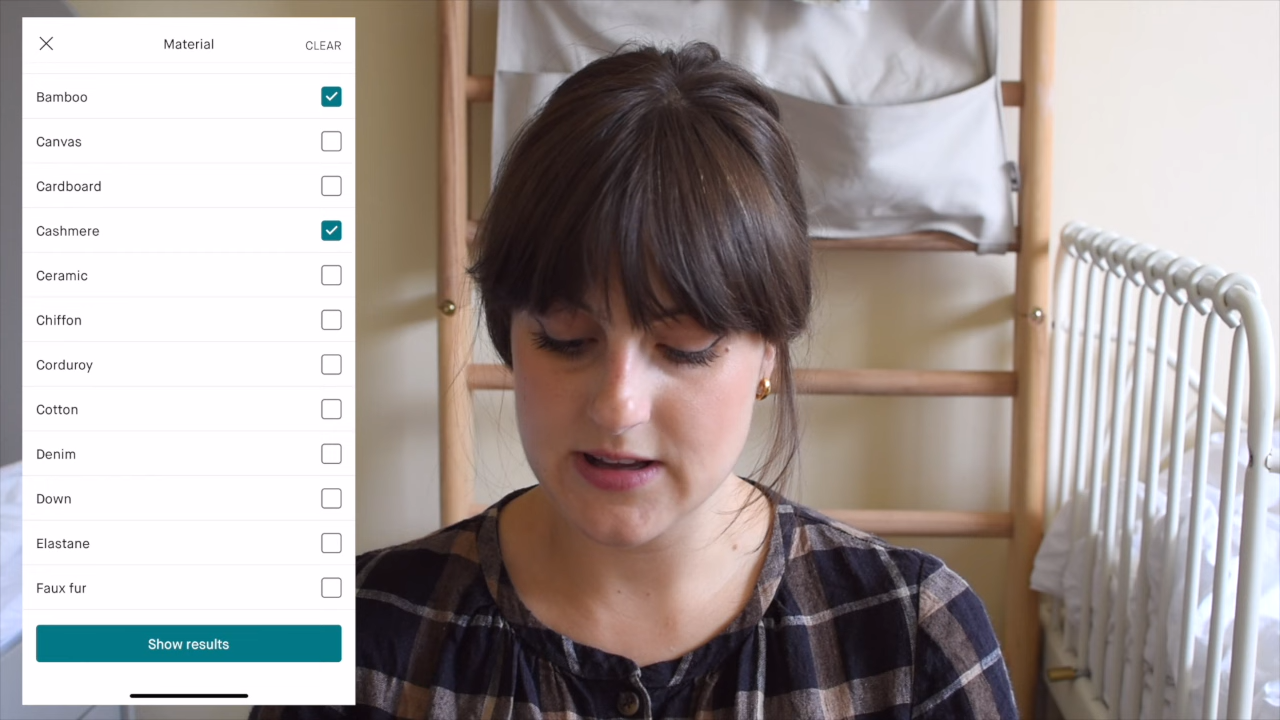 Material
CLEAR
Bamboo
Canvas
Cardboard
Cashmere
Ceramic
Chiffon
Corduroy
Cotton
Denim
Down
Elastane
Faux fur
Show results